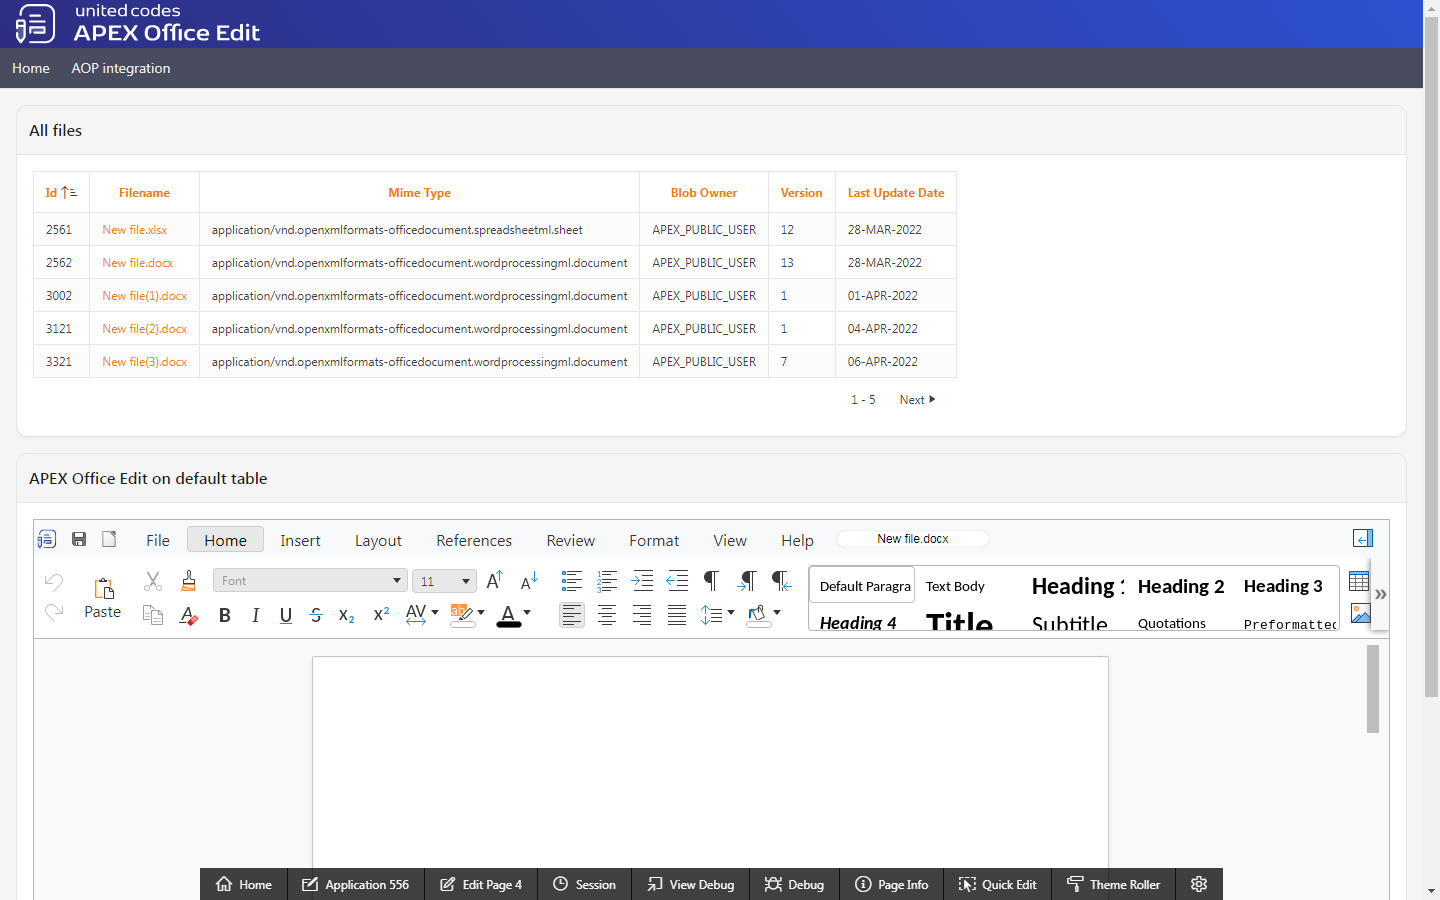 united codes
APEX Office Edit
Home AOP integration
All files
Id Filename Mime Type Blob Owner Version Last Update Date
2561 New file.xlsx application/vnd.openxmlformats-officedocument.spreadsheetml.sheet APEX_PUBLIC_USER 12 28-MAR-2022
2562 New file.docx application/vnd.openxmlformats-officedocument.wordprocessingml.document APEX_PUBLIC_USER 13 28-MAR-2022
3002 New file(1).docx application/vnd.openxmlformats-officedocument.wordprocessingml.document APEX_PUBLIC_USER 1 01-APR-2022
3121 New file(2).docx application/vnd.openxmlformats-officedocument.wordprocessingml.document APEX_PUBLIC_USER 1 04-APR-2022
3321 New file(3).docx application/vnd.openxmlformats-officedocument.wordprocessingml.document APEX_PUBLIC_USER 7 06-APR-2022
1 - 5 Next
APEX Office Edit on default table
File Home Insert Layout References Review Format View Help New file.docx
Font 11 Default Paragra Text Body Heading Heading 2 Heading 3
Paste Heading 4 Title Subtitle Quotations Preformatted
Home Application 556 Edit Page 4 Session View Debug Debug Page Info Quick Edit Theme Roller